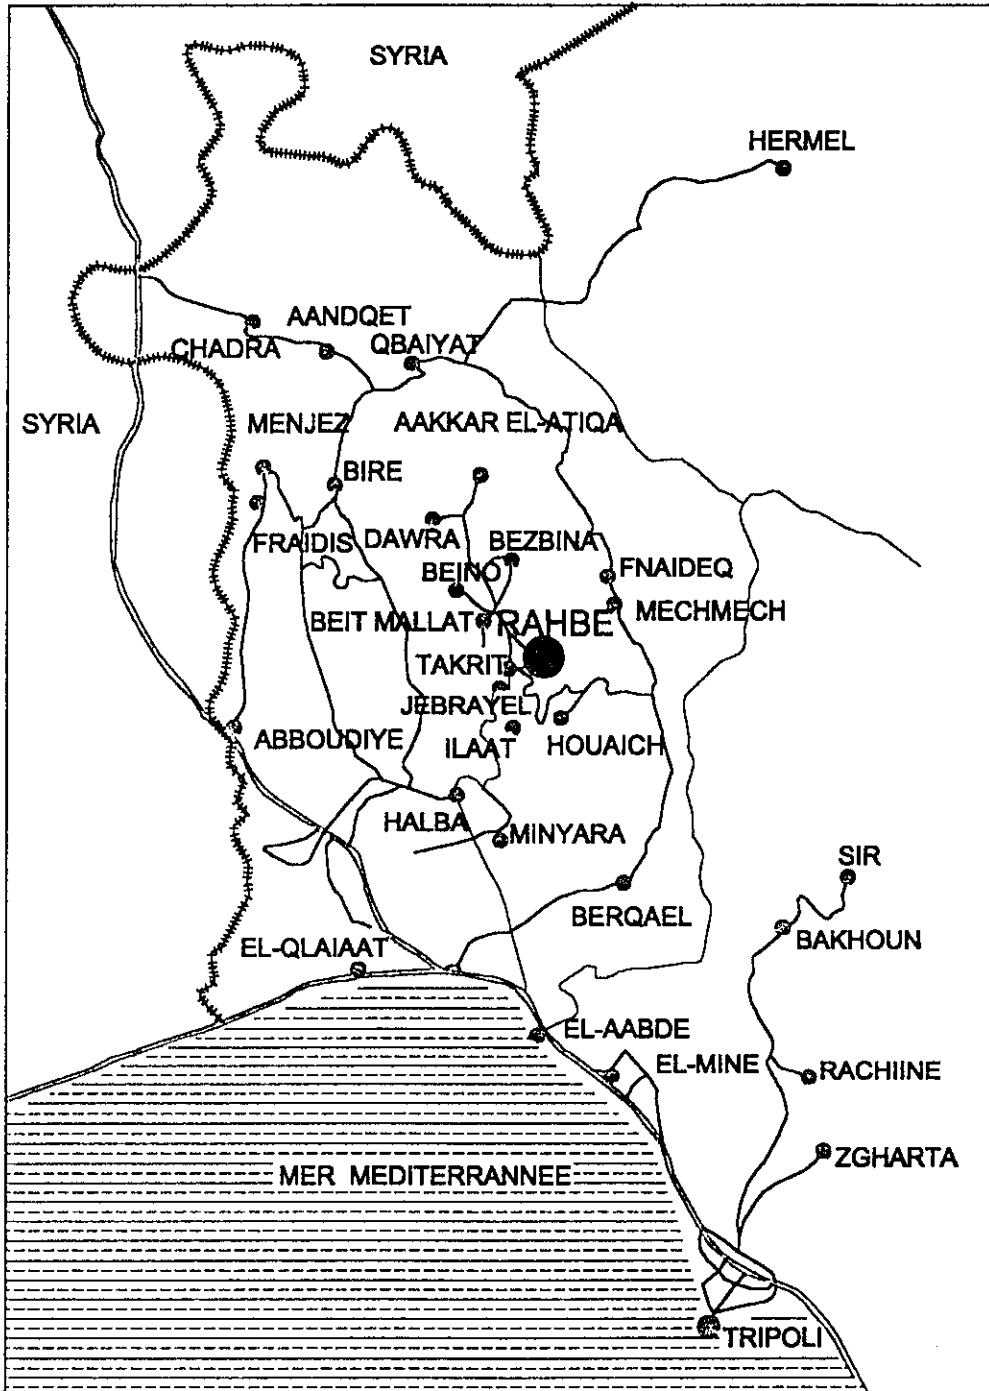 SYRIA
HERMEL
AANDQET
CHADRA
QBAIYAT
SYRIA
MENJEZ
AAKKAR EL-ATIQA
BIRE
FRAIDIS
DAWRA
BEZBINA
BEINO
FNAIDEQ
MECHMECH
BEIT MALLAT
RAHBE
TAKRIT
JEBRAYEL
ABBOUDIYE
ILAAT
HOUAICH
HALBA
MINYARA
SIR
BERQAEL
BAKHOUN
EL-QLAIAAT
EL-AABDE
EL-MINE
RACHIINE
ZGHARTA
MER MEDITERRANNEE
TRIPOLI